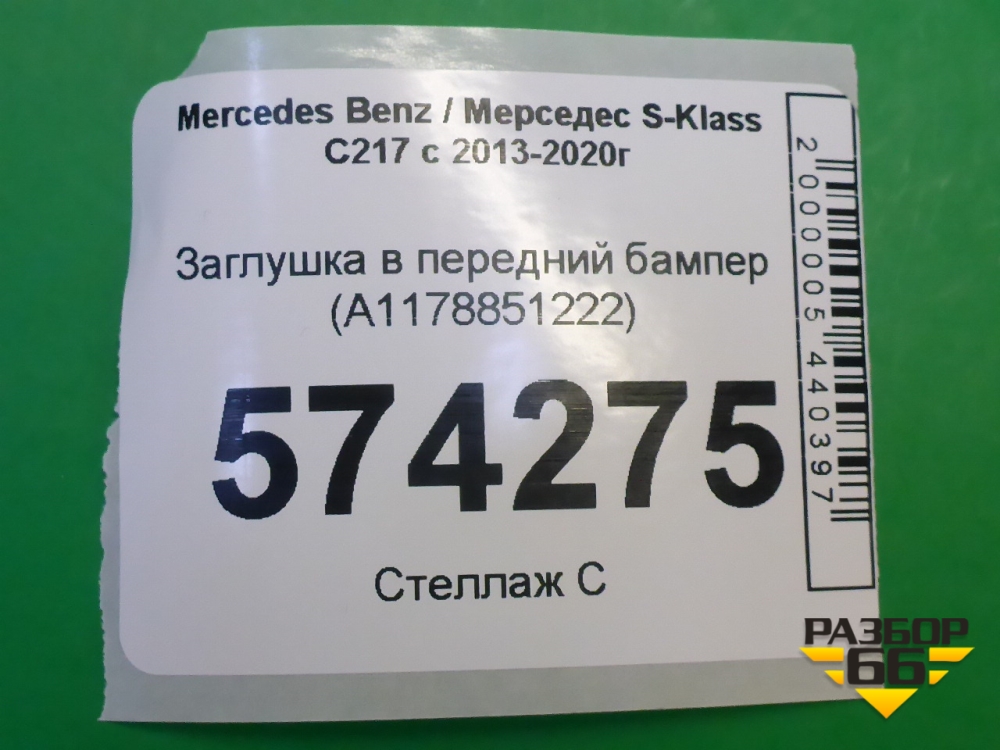 Mercedes Benz / Мерседес S-Klass
C217 с 2013-2020г
Заглушка в передний бампер
(A1178851222)
574275
Стеллаж С
2000005440397
РАЗБОР
66